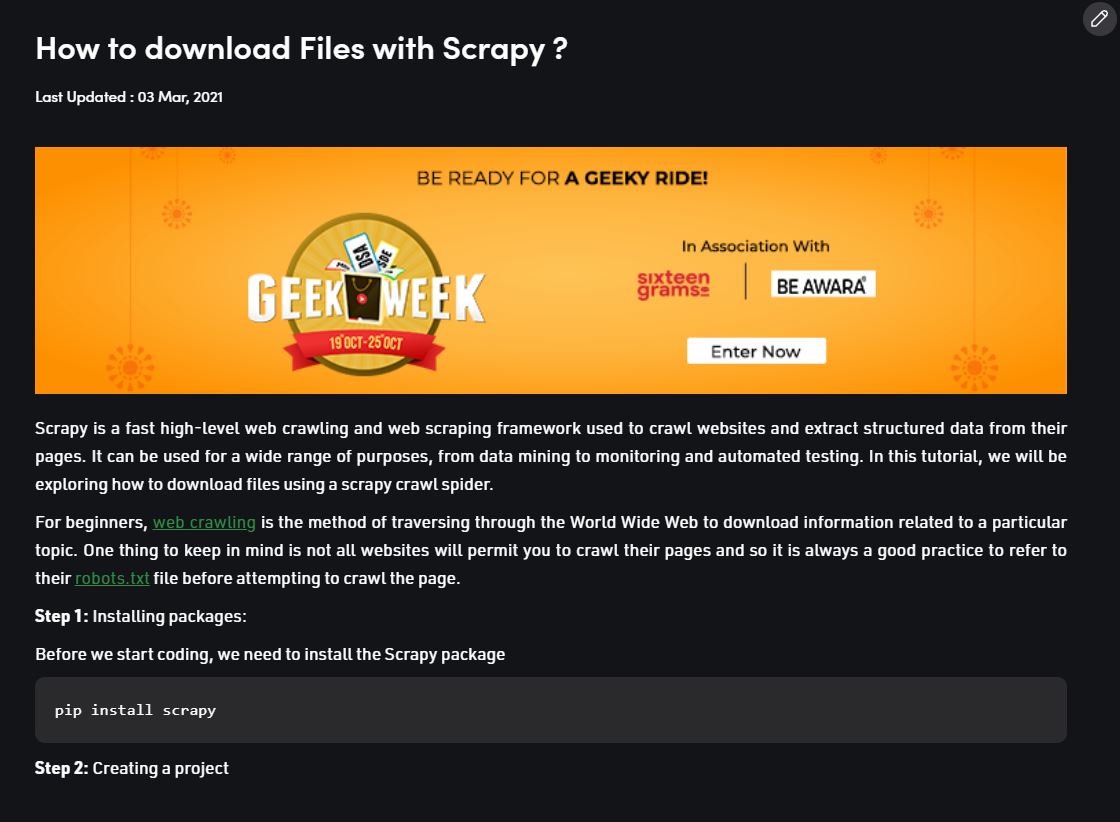 How to download Files with Scrapy ?
Last Updated : 03 Mar, 2021
BE READY FOR A GEEKY RIDE!
DSA
SDE
GEEK WEEK
19 OCT-25 OCT
In Association With
sixteen
grams
BE AWARA
Enter Now
Scrapy is a fast high-level web crawling and web scraping framework used to crawl websites and extract structured data from their
pages. It can be used for a wide range of purposes, from data mining to monitoring and automated testing. In this tutorial, we will be
exploring how to download files using a scrapy crawl spider.
For beginners, web crawling is the method of traversing through the World Wide Web to download information related to a particular
topic. One thing to keep in mind is not all websites will permit you to crawl their pages and so it is always a good practice to refer to
their robots.txt file before attempting to crawl the page.
Step 1: Installing packages:
Before we start coding, we need to install the Scrapy package
pip install scrapy
Step 2: Creating a project